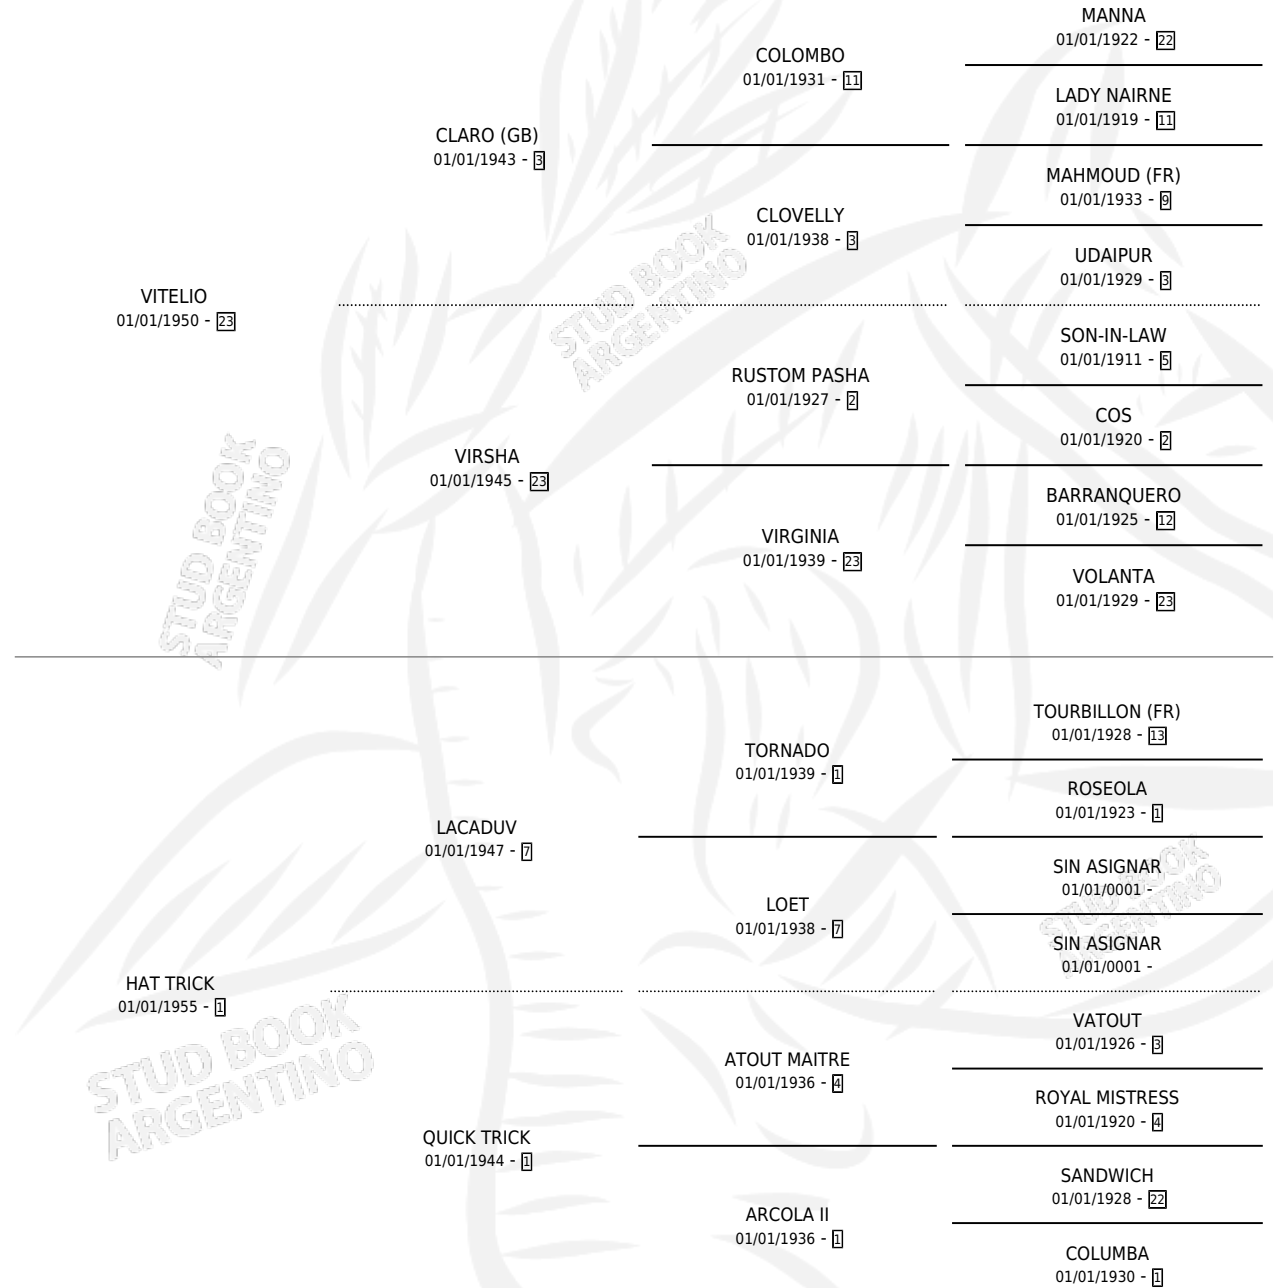 MANNA
01/01/1922 - 22
COLOMBO
01/01/1931 - 11
LADY NAIRNE
01/01/1919 - 11
CLARO (GB)
01/01/1943 - 3
MAHMOUD (FR)
01/01/1933 - 9
CLOVELLY
01/01/1938 - 3
UDAIPUR
01/01/1929 - 3
VITELIO
01/01/1950 - 23
STUD BOOK
ARGENTINO
SON-IN-LAW
01/01/1911 - 5
RUSTOM PASHA
01/01/1927 - 2
COS
01/01/1920 - 2
VIRSHA
01/01/1945 - 23
BARRANQUERO
01/01/1925 - 12
VIRGINIA
01/01/1939 - 23
VOLANTA
01/01/1929 - 23
STUD BOOK
ARGENTINO
TOURBILLON (FR)
01/01/1928 - 13
TORNADO
01/01/1939 - 1
ROSEOLA
01/01/1923 - 1
LACADUV
01/01/1947 - 7
SIN ASIGNAR
01/01/0001 -
LOET
01/01/1938 - 7
SIN ASIGNAR
01/01/0001 -
STUD BOOK
ARGENTINO
HAT TRICK
01/01/1955 - 1
VATOUT
01/01/1926 - 3
ATOUT MAITRE
01/01/1936 - 4
ROYAL MISTRESS
01/01/1920 - 4
STUD BOOK
ARGENTINO
QUICK TRICK
01/01/1944 - 1
SANDWICH
01/01/1928 - 22
ARCOLA II
01/01/1936 - 1
COLUMBA
01/01/1930 - 1